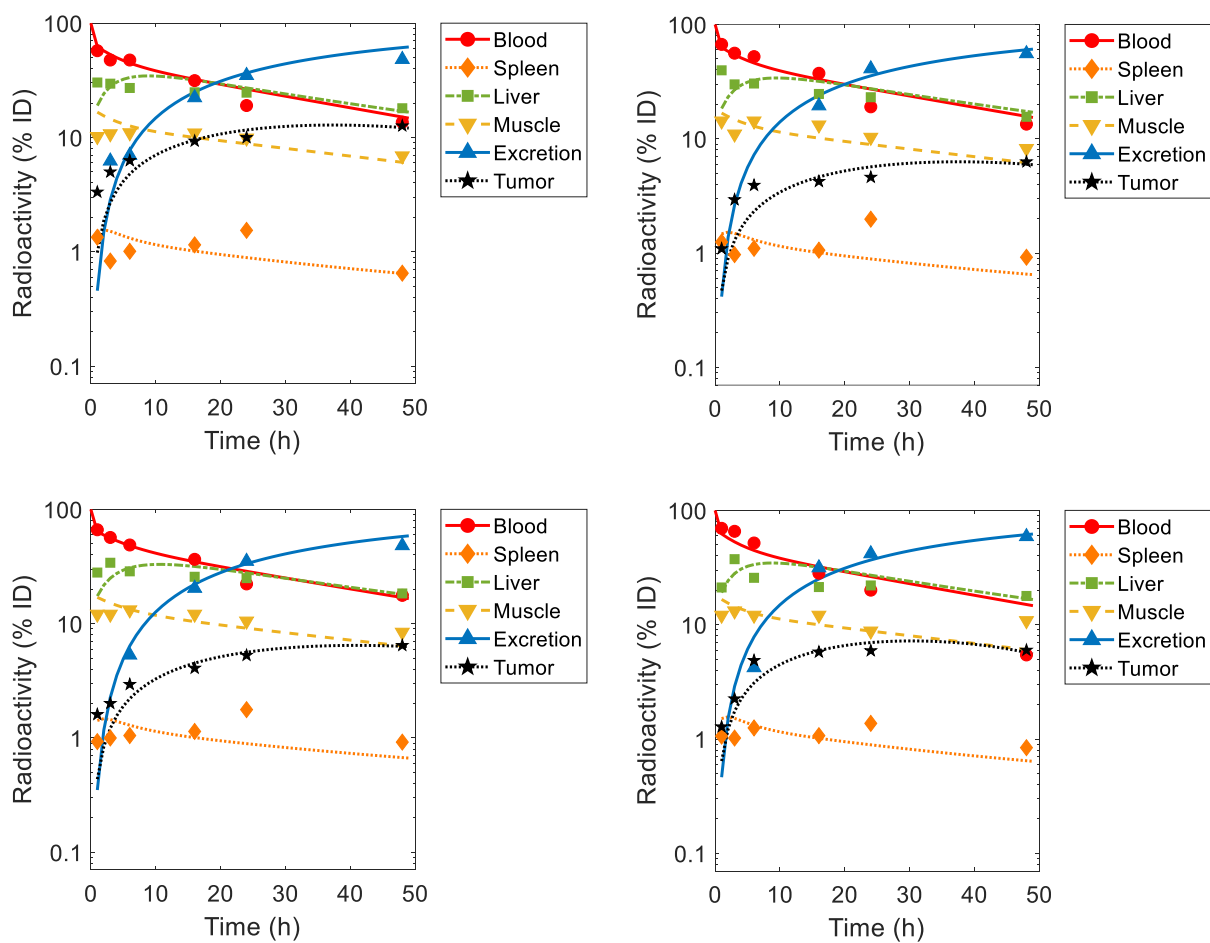 100
10
1
0.1
Radioactivity (% ID)
0 10 20 30 40 50
Time (h)
Blood
Spleen
Liver
Muscle
Excretion
Tumor
100
10
1
0.1
Radioactivity (% ID)
0 10 20 30 40 50
Time (h)
Blood
Spleen
Liver
Muscle
Excretion
Tumor
100
10
1
0.1
Radioactivity (% ID)
0 10 20 30 40 50
Time (h)
Blood
Spleen
Liver
Muscle
Excretion
Tumor
100
10
1
0.1
Radioactivity (% ID)
0 10 20 30 40 50
Time (h)
Blood
Spleen
Liver
Muscle
Excretion
Tumor